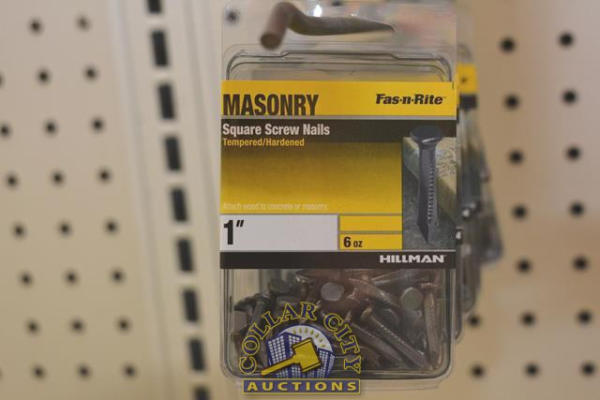 MASONRY
Fas-n-Rite™
Square Screw Nails
Tempered/Hardened
Attach wood to concrete or masonry.
1"
6 oz
HILLMAN
COLLAR CITY
AUCTIONS